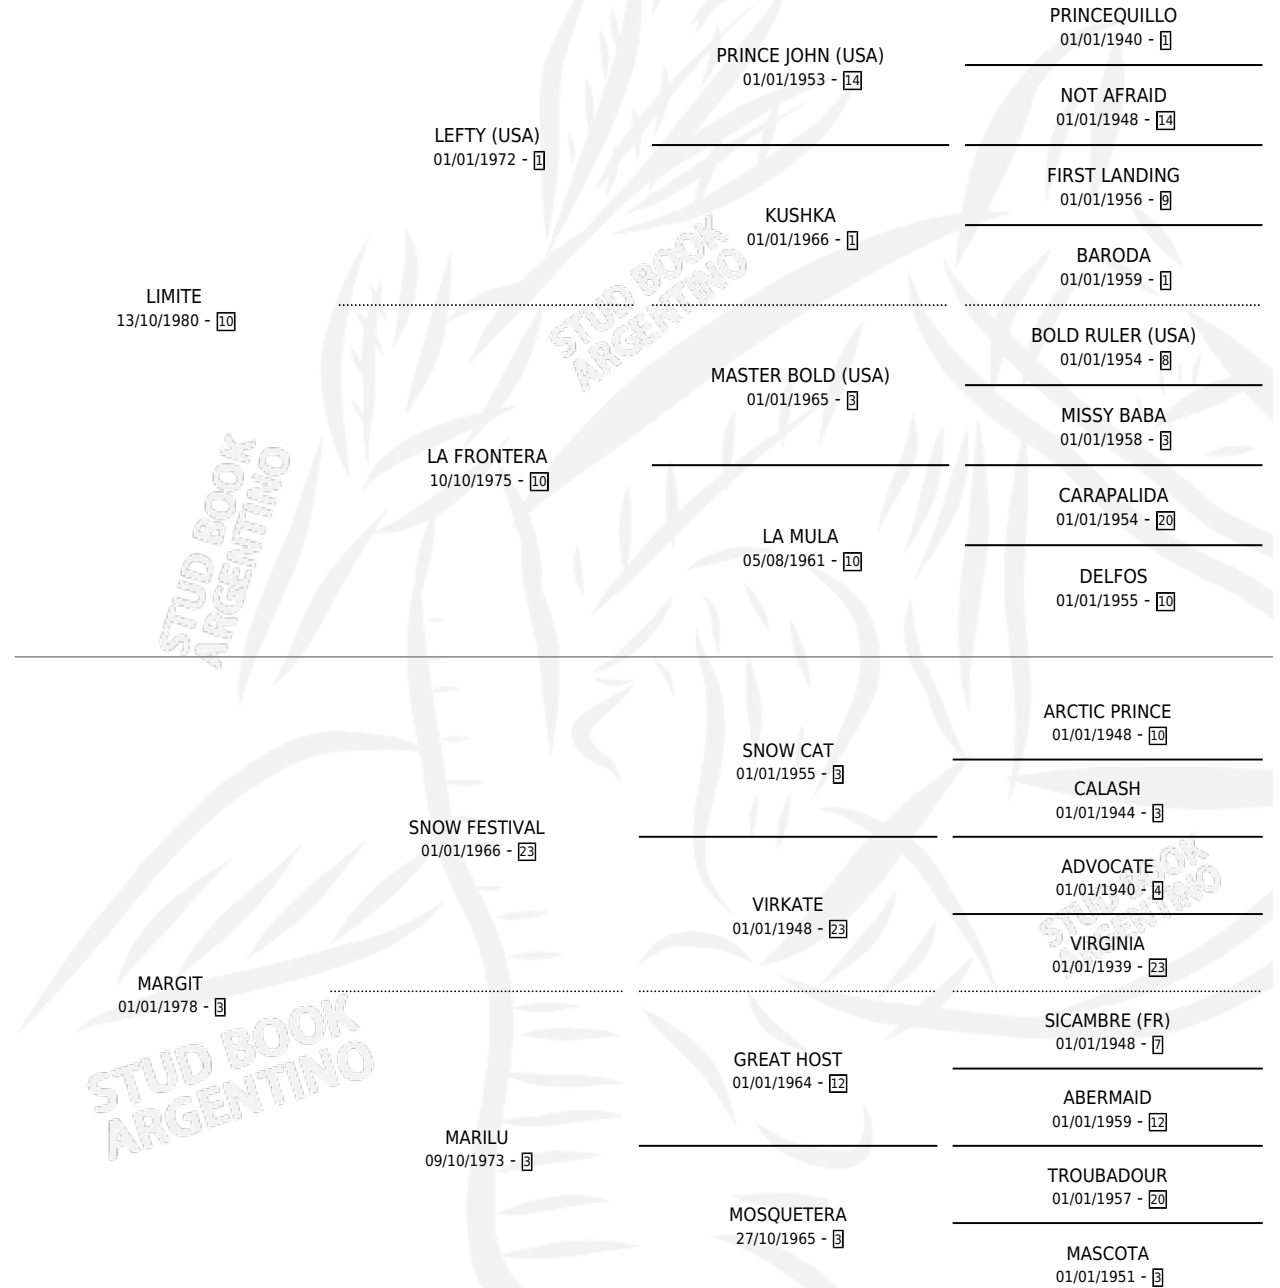 PRINCEQUILLO
01/01/1940 - 1
PRINCE JOHN (USA)
01/01/1953 - 14
NOT AFRAID
01/01/1948 - 14
LEFTY (USA)
01/01/1972 - 1
FIRST LANDING
01/01/1956 - 9
KUSHKA
01/01/1966 - 1
BARODA
01/01/1959 - 1
LIMITE
13/10/1980 - 10
BOLD RULER (USA)
01/01/1954 - 8
MASTER BOLD (USA)
01/01/1965 - 3
MISSY BABA
01/01/1958 - 3
LA FRONTERA
10/10/1975 - 10
CARAPALIDA
01/01/1954 - 20
LA MULA
05/08/1961 - 10
DELFOS
01/01/1955 - 10
ARCTIC PRINCE
01/01/1948 - 10
SNOW CAT
01/01/1955 - 3
CALASH
01/01/1944 - 3
SNOW FESTIVAL
01/01/1966 - 23
ADVOCATE
01/01/1940 - 4
VIRKATE
01/01/1948 - 23
VIRGINIA
01/01/1939 - 23
MARGIT
01/01/1978 - 3
SICAMBRE (FR)
01/01/1948 - 7
GREAT HOST
01/01/1964 - 12
ABERMAID
01/01/1959 - 12
MARILU
09/10/1973 - 3
TROUBADOUR
01/01/1957 - 20
MOSQUETERA
27/10/1965 - 3
MASCOTA
01/01/1951 - 3
STUD BOOK
ARGENTINO
STUD BOOK
ARGENTINO
STUD BOOK
ARGENTINO
STUD BOOK
ARGENTINO